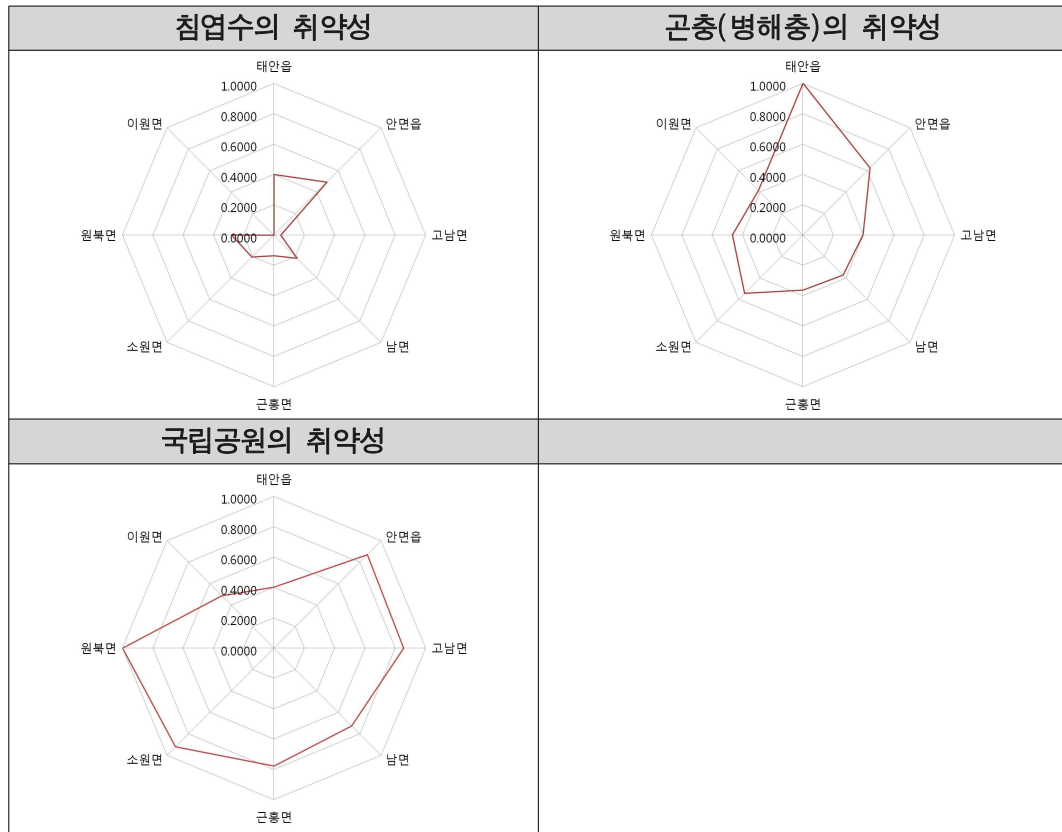 침엽수의 취약성
곤충(병해충)의 취약성
태안읍
1.0000
이원면
안면읍
0.8000
0.6000
0.4000
0.2000
원북면
0.0000
고남면
소원면
남면
근흥면
태안읍
1.0000
이원면
안면읍
0.8000
0.6000
0.4000
0.2000
원북면
0.0000
고남면
소원면
남면
근흥면
국립공원의 취약성
태안읍
1.0000
이원면
안면읍
0.8000
0.6000
0.4000
0.2000
원북면
0.0000
고남면
소원면
남면
근흥면